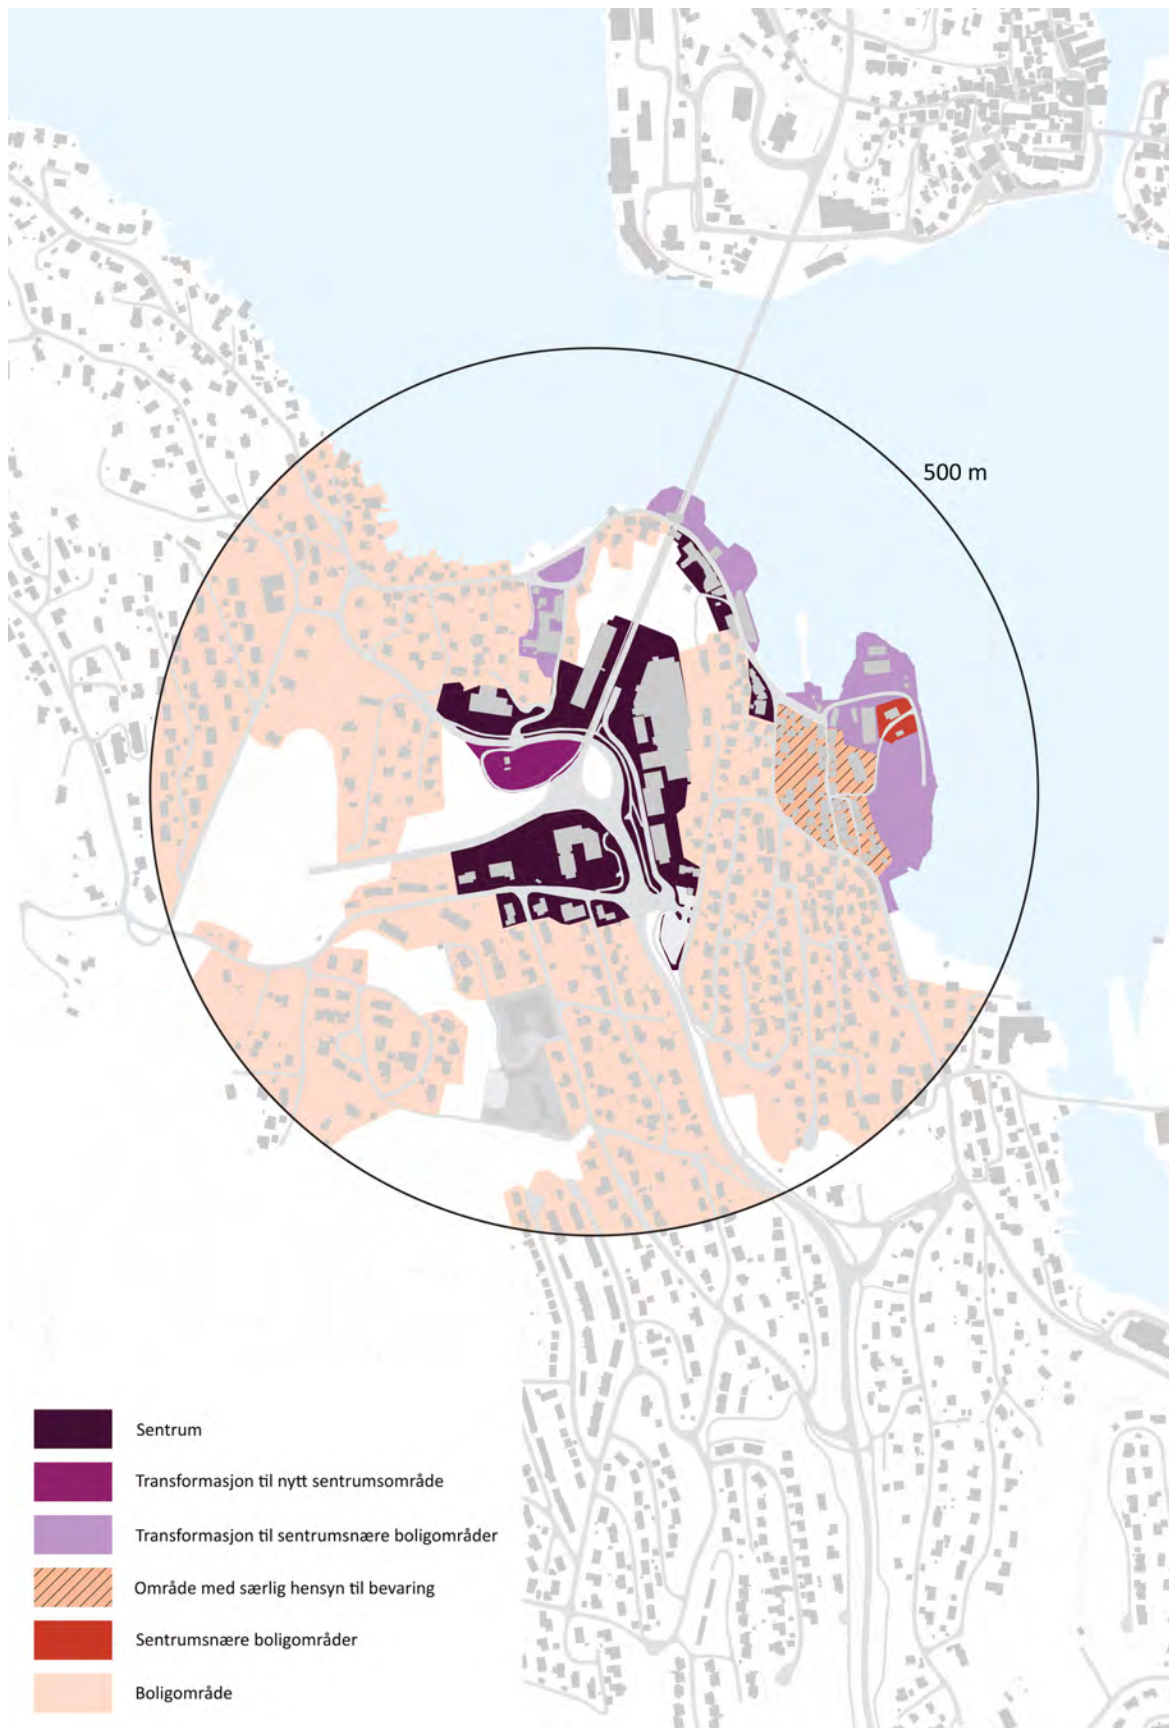 500 m
Sentrum
Transformasjon til nytt sentrumsområde
Transformasjon til sentrumsnære boligområder
Område med særlig hensyn til bevaring
Sentrumsnære boligområder
Boligområde